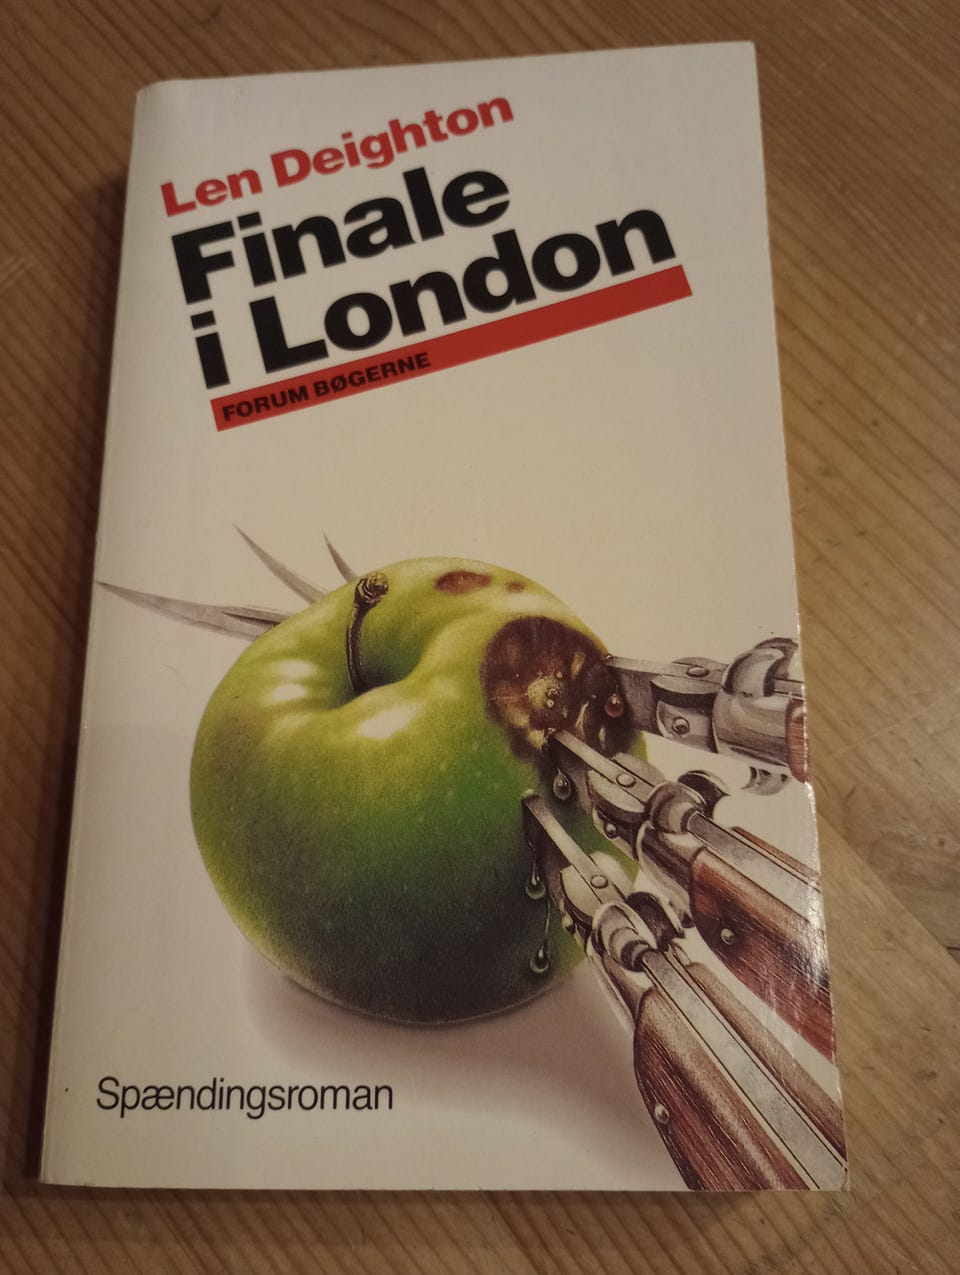 Len Deighton
Finale
i London
FORUM BØGERNE
Spændingsroman